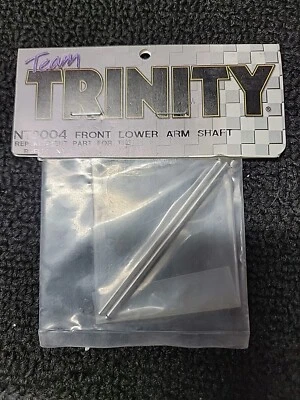 Team
TRINITY
®
FRONT LOWER ARM SHAFT
PART FOR